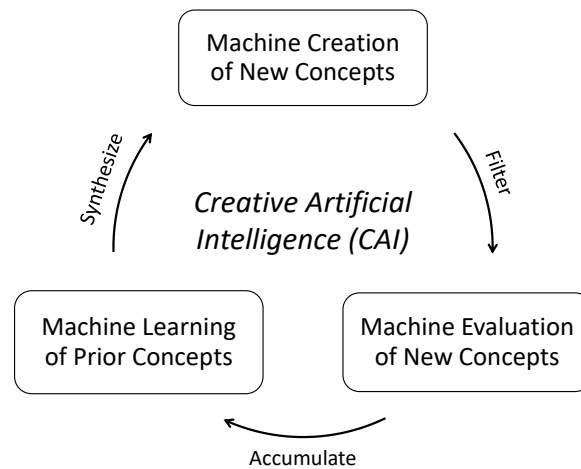 Machine Creation
of New Concepts
Synthesize
Filter
Creative Artificial
Intelligence (CAI)
Machine Learning
of Prior Concepts
Machine Evaluation
of New Concepts
Accumulate